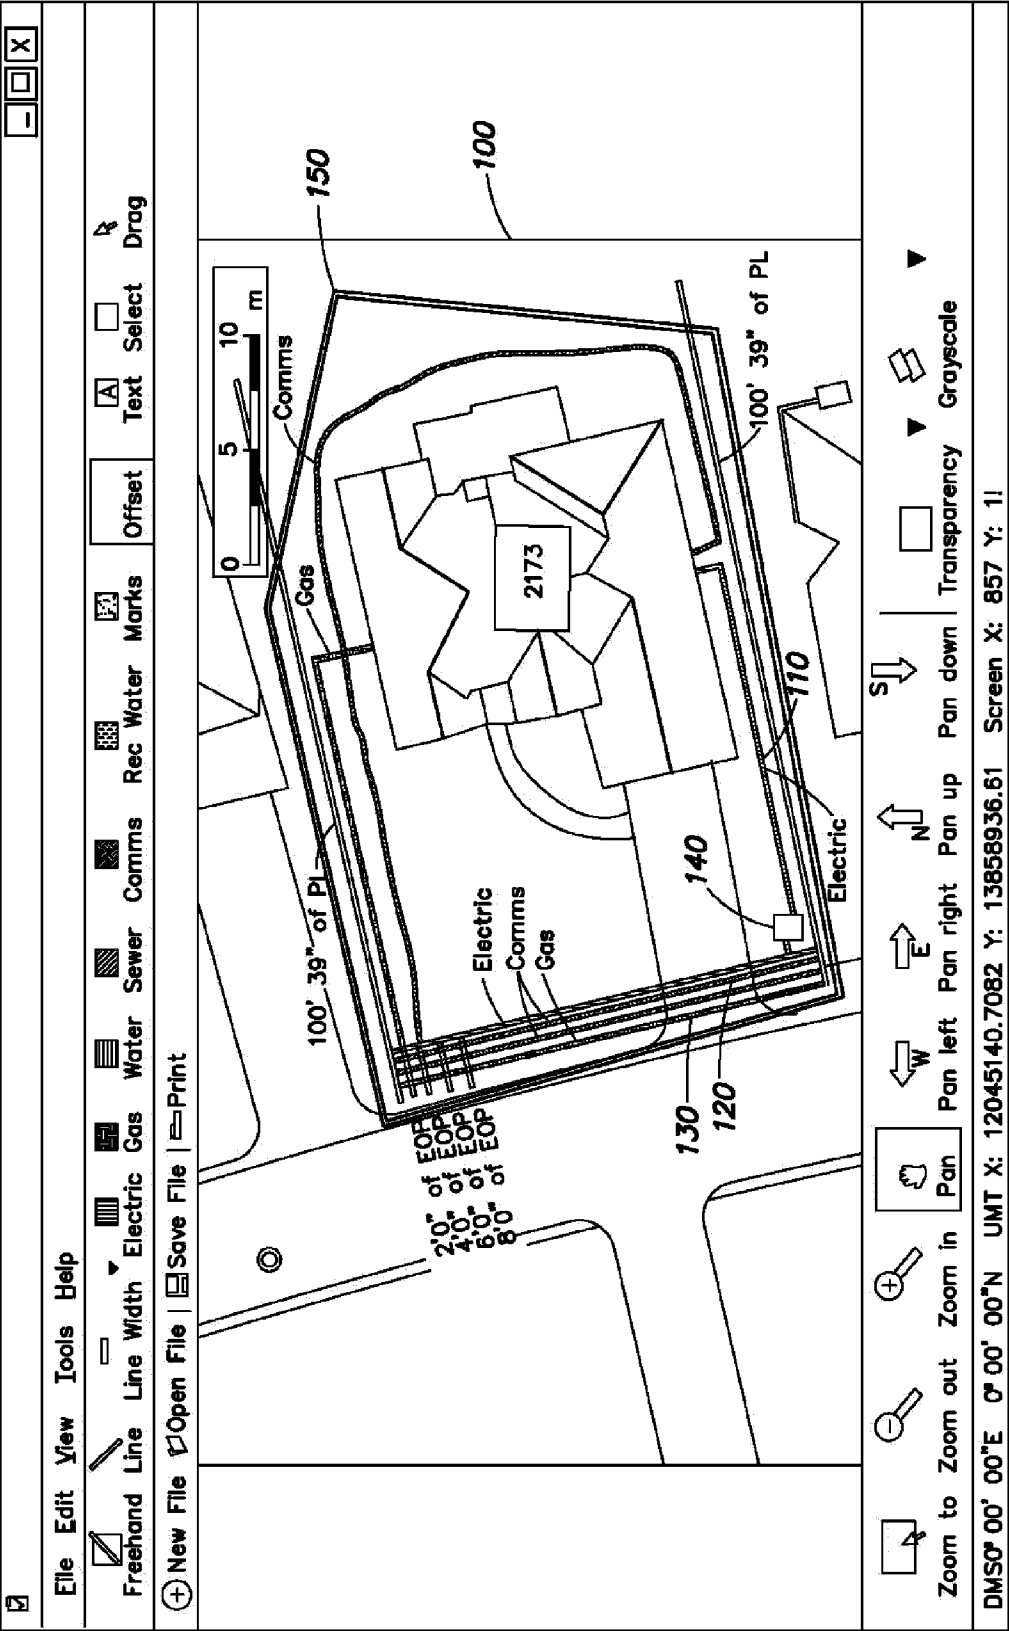 X
File Edit View Tools Help
Freehand Line Line Width Electric Gas Water Sewer Comms Rec Water Marks Offset Text Select Drag
A
New File Open File Save File Print
0 5 10 m
150
100
Comms
Gas
100' 39" of PL
2173
100' 39" of PL
110
140
Electric
Electric
Comms
Gas
130
120
2'0" of EOP
4'0" of EOP
6'0" of EOP
8'0" of EOP
W E N S
Zoom to Zoom out Zoom in Pan Pan left Pan right Pan up Pan down Transparency Grayscale
DMS0° 00' 00"E 0° 00' 00"N UMT X: 12045140.7082 Y: 13858936.61 Screen X: 857 Y: 11